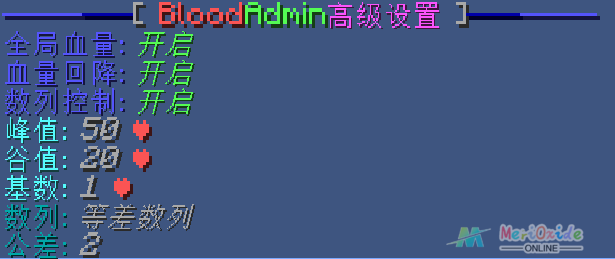 [ BloodAdmin高级设置 ]
全局血量: 开启
血量回降: 开启
数列控制: 开启
峰值: 50 ❤
谷值: 20 ❤
基数: 1 ❤
数列: 等差数列
公差: 2
MeriOxide
ONLINE